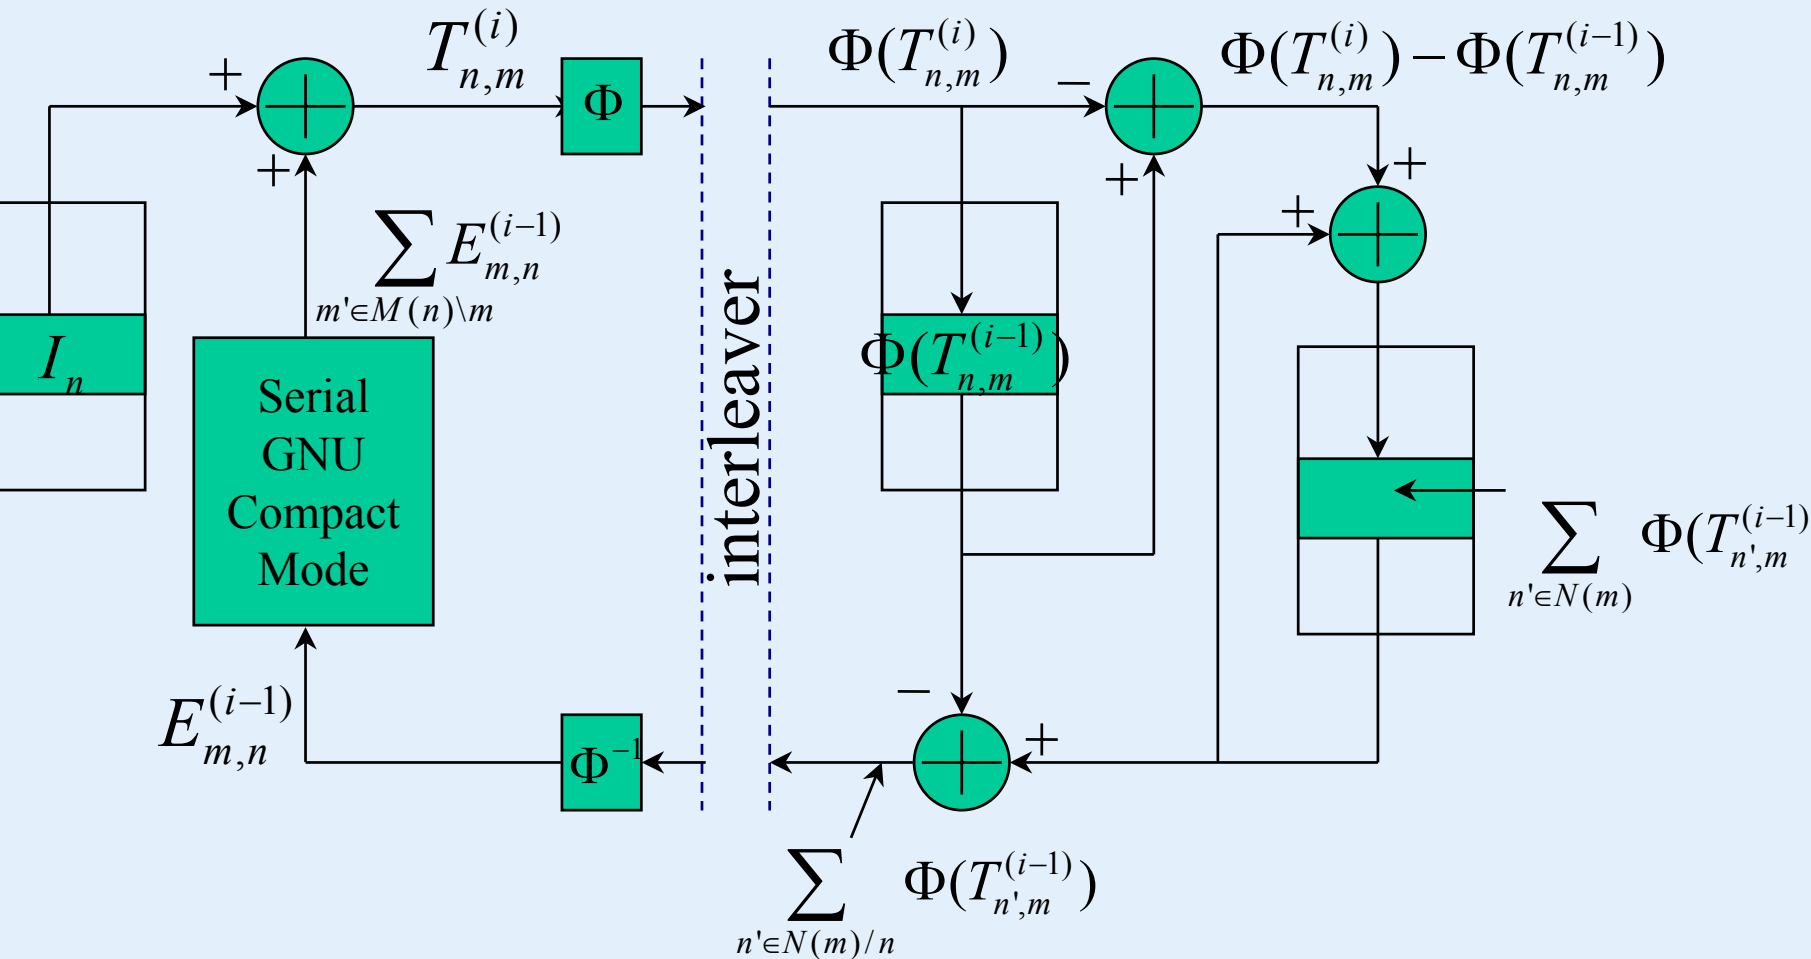 T_{n,m}^{(i)}
Φ(T_{n,m}^{(i)})
Φ(T_{n,m}^{(i)}) − Φ(T_{n,m}^{(i−1)})
+
Φ
−
+
+
+
+
∑ E_{m,n}^{(i−1)}
m'∈M(n)\m
I_n
Serial
GNU
Compact
Mode
interleaver
Φ(T_{n,m}^{(i−1)})
∑ Φ(T_{n',m}^{(i−1)}
n'∈N(m)
E_{m,n}^{(i−1)}
Φ^{−1}
−
+
∑ Φ(T_{n',m}^{(i−1)})
n'∈N(m)/n